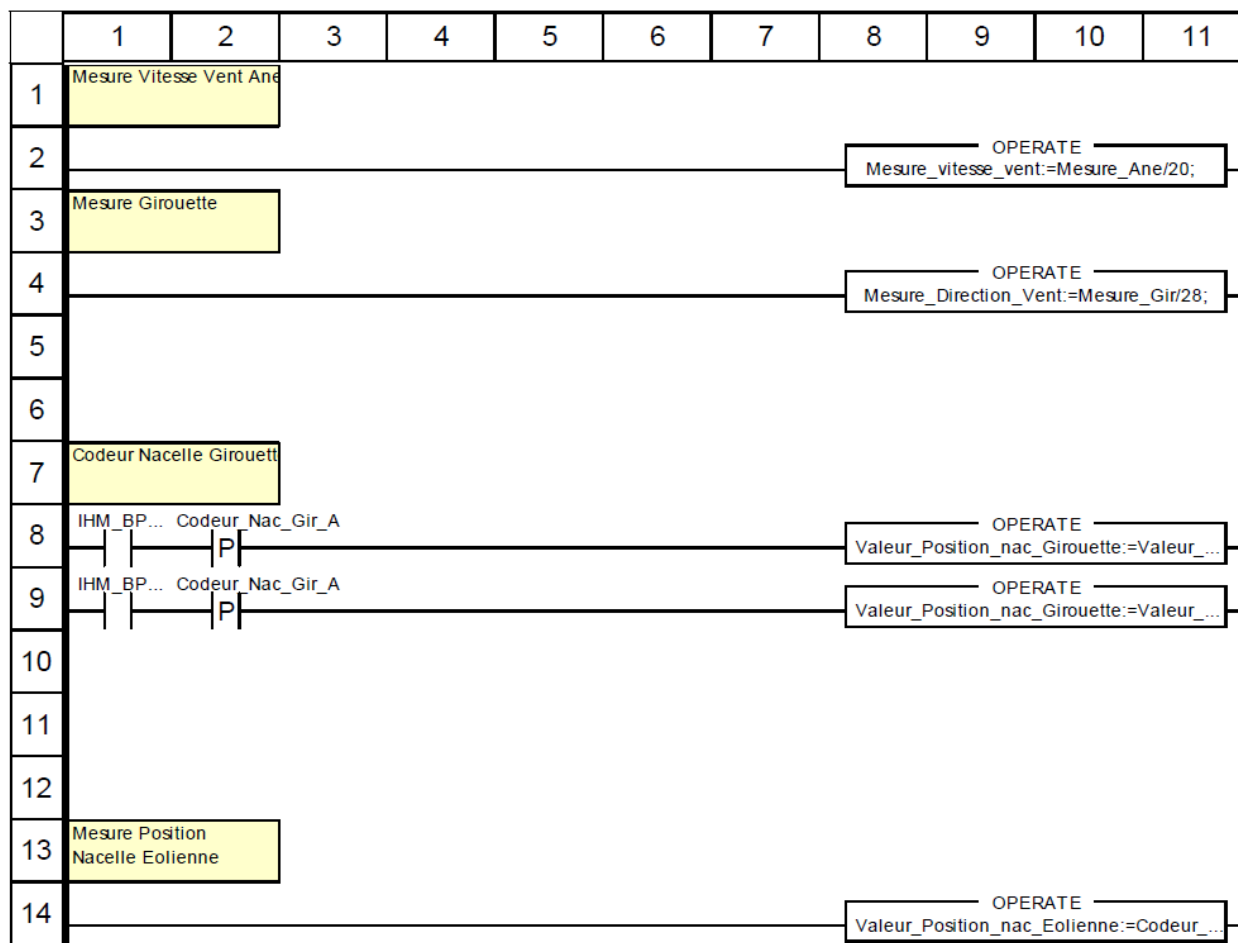 1 2 3 4 5 6 7 8 9 10 11
1 Mesure Vitesse Vent Ane
2 OPERATE
Mesure_vitesse_vent:=Mesure_Ane/20;
3 Mesure Girouette
4 OPERATE
Mesure_Direction_Vent:=Mesure_Gir/28;
5
6
7 Codeur Nacelle Girouett
8 IHM_BP... Codeur_Nac_Gir_A OPERATE
P Valeur_Position_nac_Girouette:=Valeur_...
9 IHM_BP... Codeur_Nac_Gir_A OPERATE
P Valeur_Position_nac_Girouette:=Valeur_...
10
11
12
13 Mesure Position
Nacelle Eolienne
14 OPERATE
Valeur_Position_nac_Eolienne:=Codeur_...